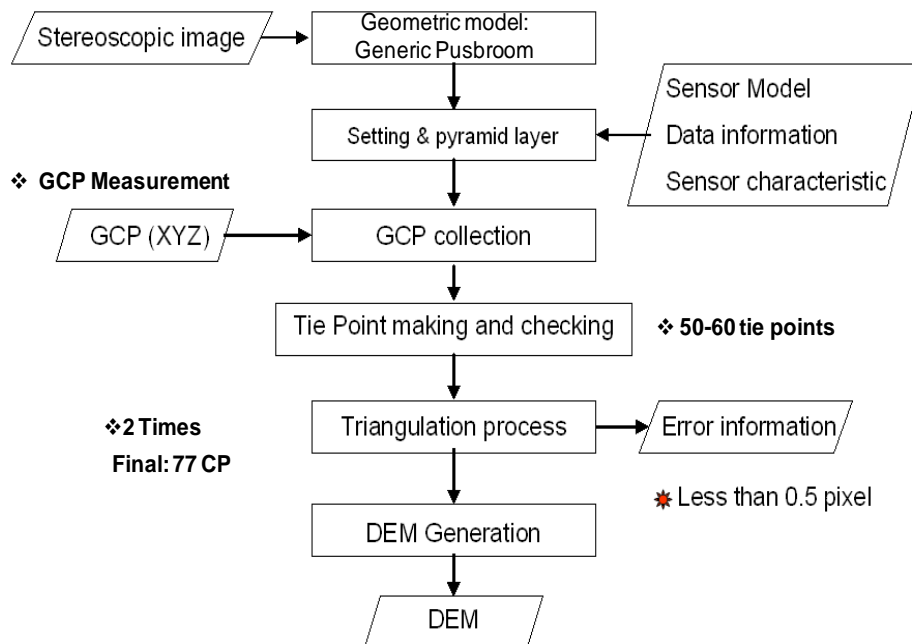 Stereoscopic image
Geometric model:
Generic Pusbroom
Sensor Model
Data information
Sensor characteristic
Setting & pyramid layer
❖ GCP Measurement
GCP (XYZ)
GCP collection
Tie Point making and checking
❖ 50-60 tie points
❖2 Times
Final: 77 CP
Triangulation process
Error information
Less than 0.5 pixel
DEM Generation
DEM